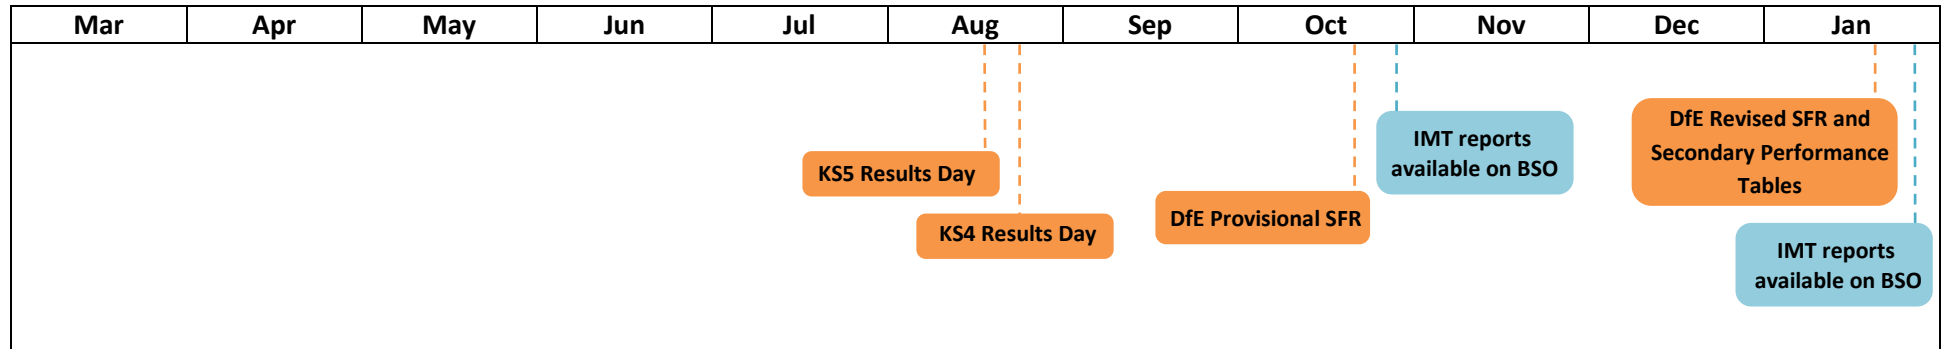 Mar Apr May Jun Jul Aug Sep Oct Nov Dec Jan
KS5 Results Day
KS4 Results Day
DfE Provisional SFR
IMT reports
available on BSO
DfE Revised SFR and
Secondary Performance
Tables
IMT reports
available on BSO